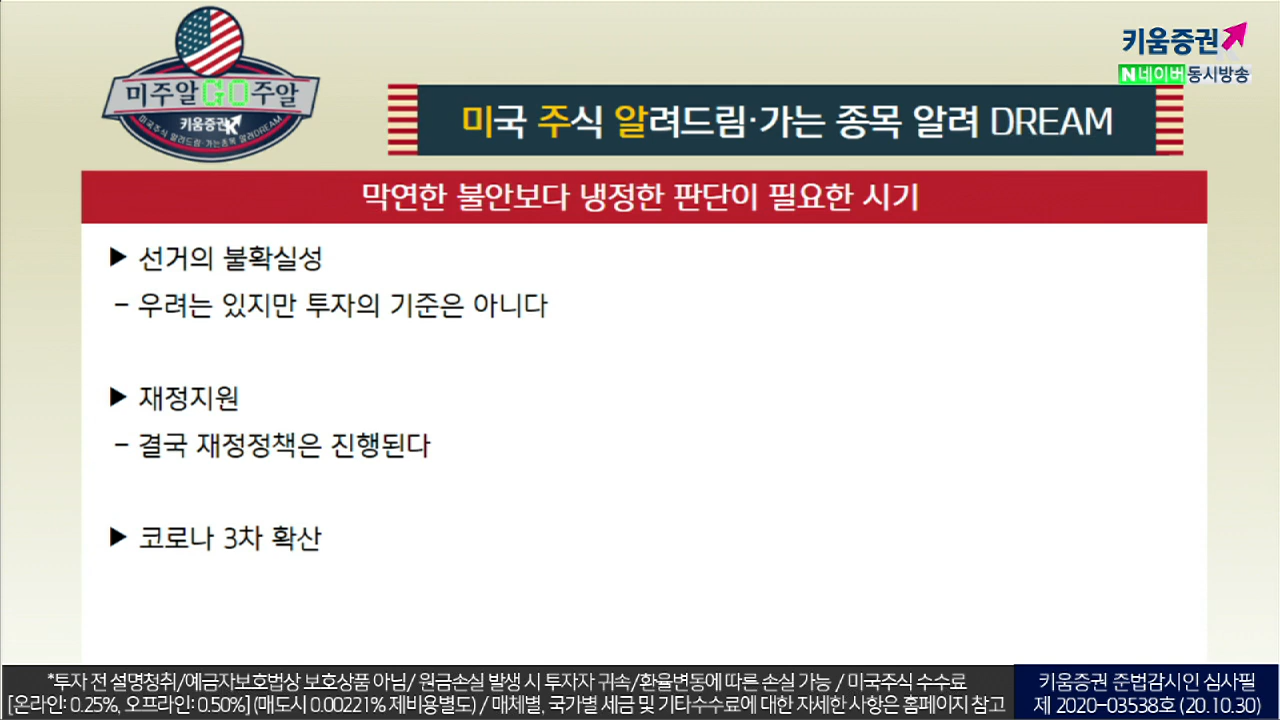 미주알GO주알
키움증권
미국주식 알려드림·가는종목 알려DREAM
키움증권
N네이버 동시방송
미국 주식 알려드림·가는 종목 알려 DREAM
막연한 불안보다 냉정한 판단이 필요한 시기
▶ 선거의 불확실성
- 우려는 있지만 투자의 기준은 아니다
▶ 재정지원
- 결국 재정정책은 진행된다
▶ 코로나 3차 확산
*투자 전 설명청취/예금자보호법상 보호상품 아님/ 원금손실 발생 시 투자자 귀속/환율변동에 따른 손실 가능 / 미국주식 수수료
[온라인: 0.25%, 오프라인: 0.50%] (매도시 0.00221% 제비용별도) / 매체별, 국가별 세금 및 기타수수료에 대한 자세한 사항은 홈페이지 참고
키움증권 준법감시인 심사필
제 2020-03538호 (20.10.30)